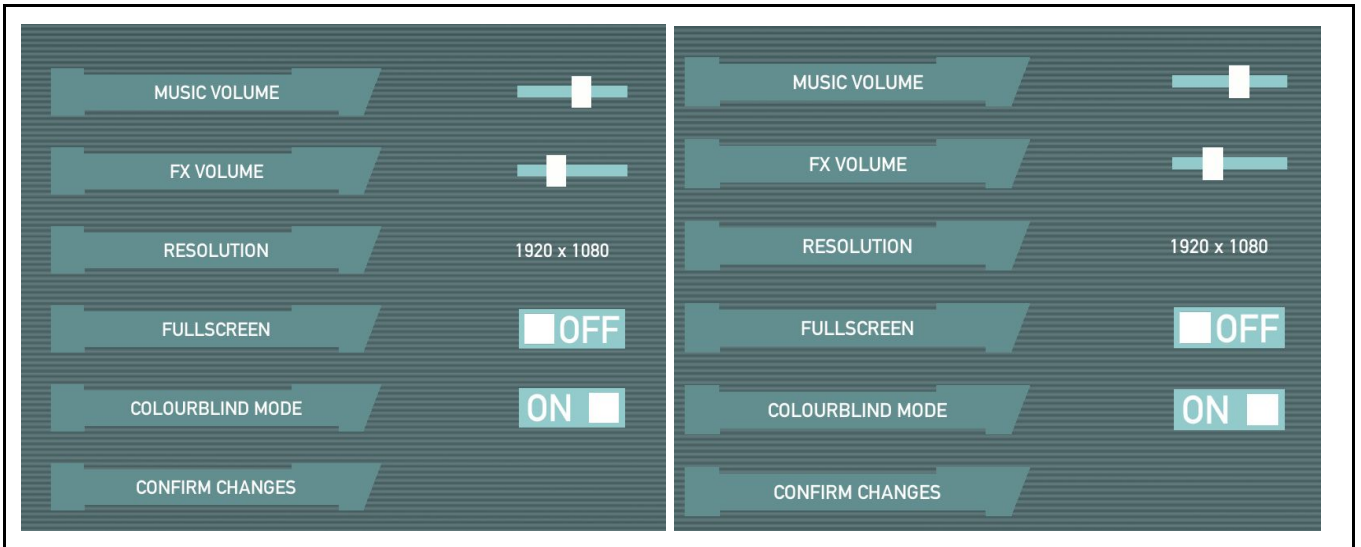 MUSIC VOLUME
FX VOLUME
RESOLUTION 1920 x 1080
FULLSCREEN OFF
COLOURBLIND MODE ON
CONFIRM CHANGES
MUSIC VOLUME
FX VOLUME
RESOLUTION 1920 x 1080
FULLSCREEN OFF
COLOURBLIND MODE ON
CONFIRM CHANGES